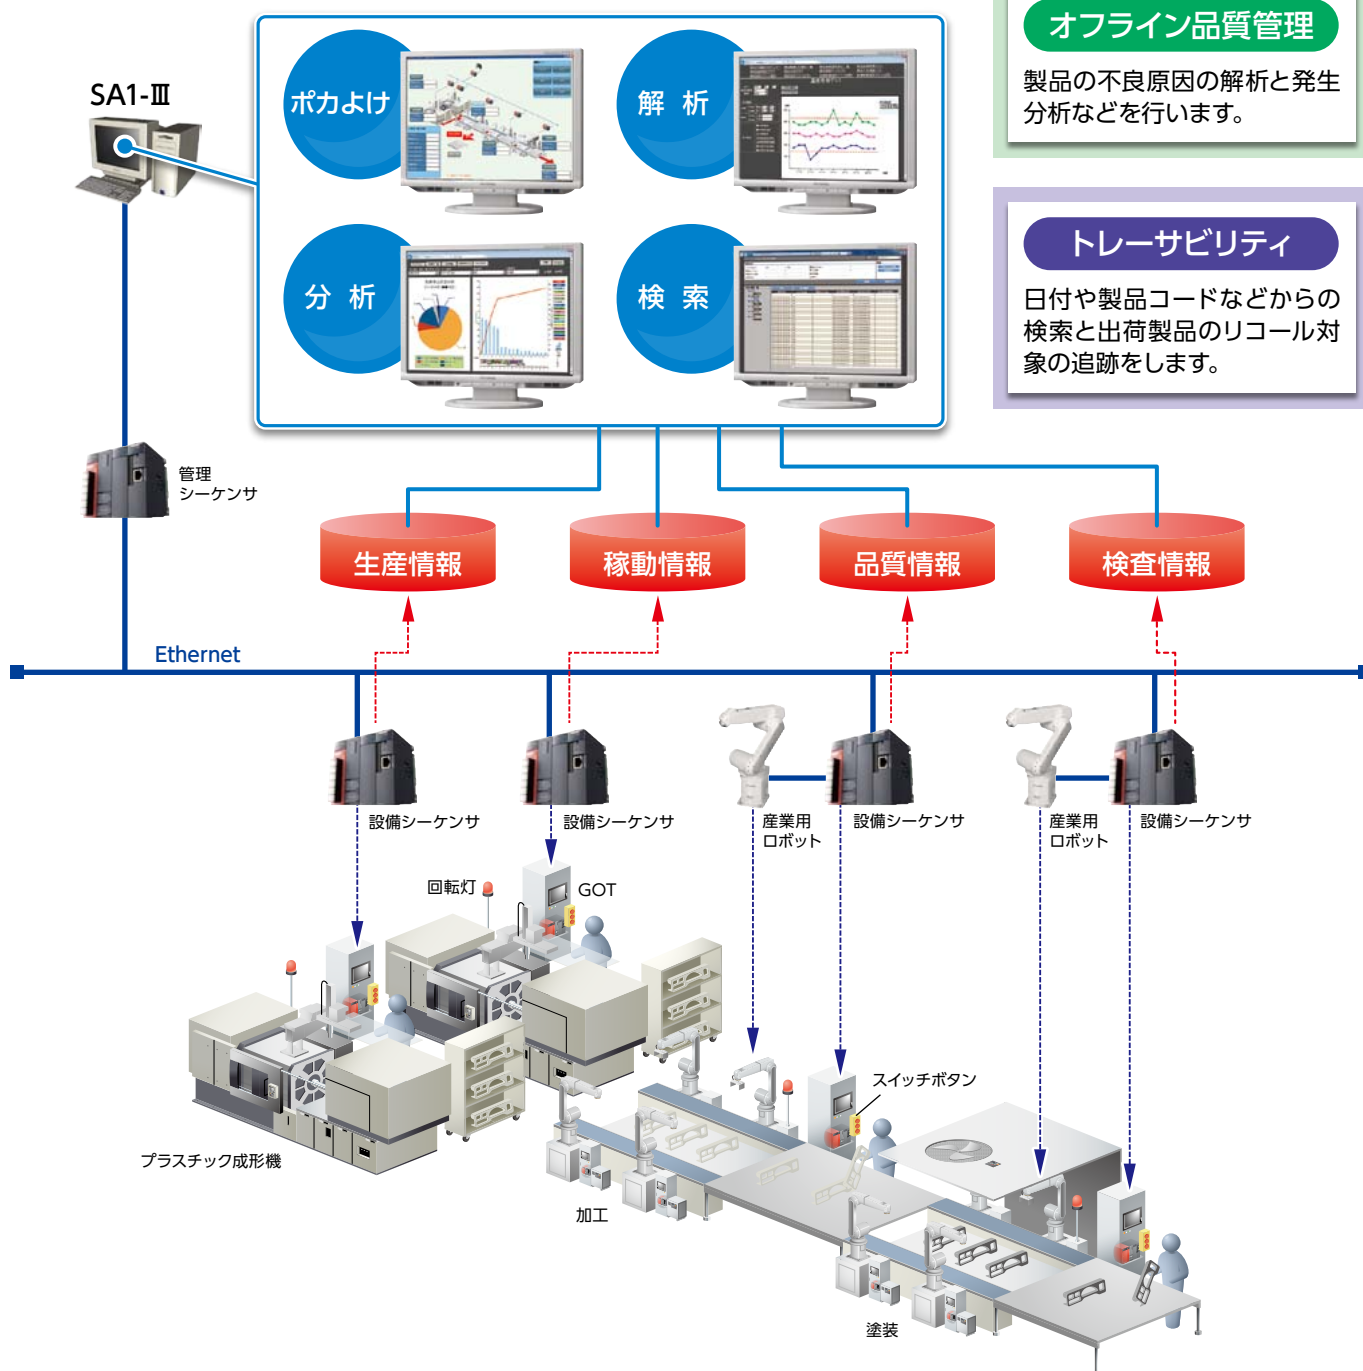 オフライン品質管理
製品の不良原因の解析と発生
分析などを行います。
SA1-Ⅲ
ポカよけ
解 析
分 析
検 索
トレーサビリティ
日付や製品コードなどからの
検索と出荷製品のリコール対
象の追跡をします。
管理
シーケンサ
生産情報
稼動情報
品質情報
検査情報
Ethernet
設備シーケンサ
設備シーケンサ
産業用
ロボット
設備シーケンサ
産業用
ロボット
設備シーケンサ
回転灯
GOT
スイッチボタン
プラスチック成形機
加工
塗装